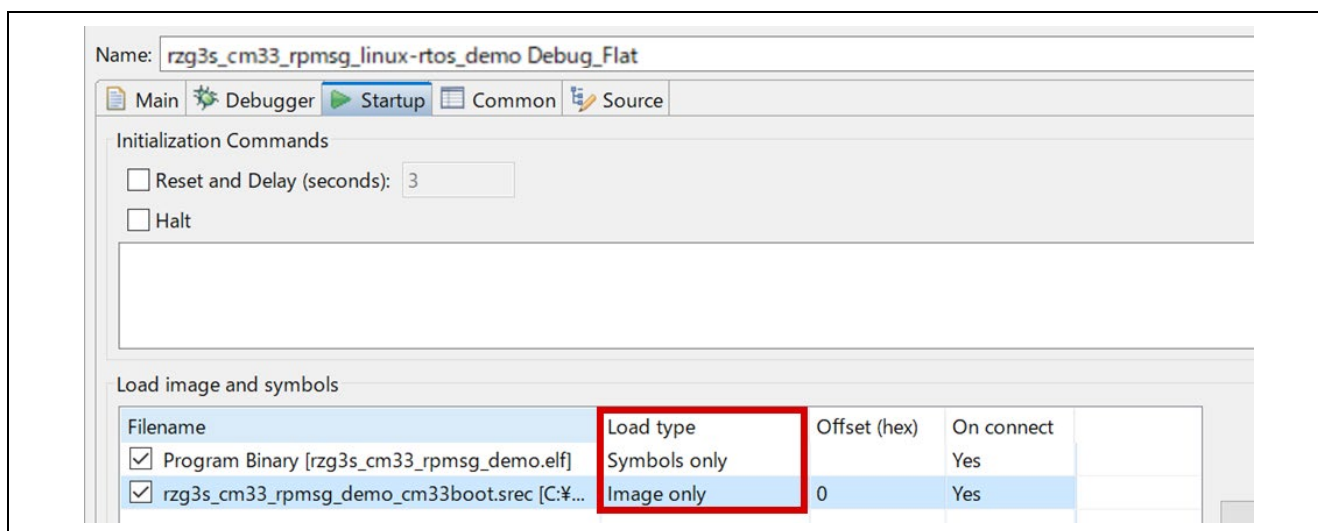 Name: rzg3s_cm33_rpmsg_linux-rtos_demo Debug_Flat
Main Debugger Startup Common Source
Initialization Commands
Reset and Delay (seconds): 3
Halt
Load image and symbols
Filename Load type Offset (hex) On connect
Program Binary [rzg3s_cm33_rpmsg_demo.elf] Symbols only Yes
rzg3s_cm33_rpmsg_demo_cm33boot.srec [C:¥... Image only 0 Yes